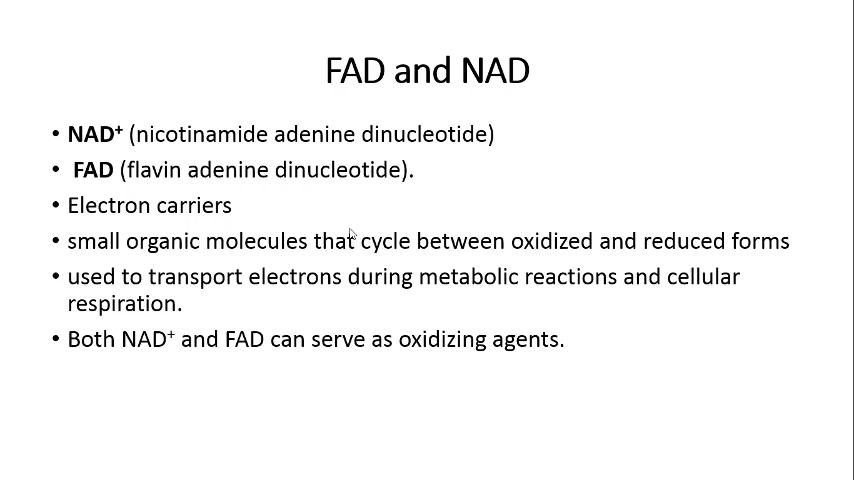 FAD and NAD
• NAD⁺ (nicotinamide adenine dinucleotide)
• FAD (flavin adenine dinucleotide).
• Electron carriers
• small organic molecules that cycle between oxidized and reduced forms
• used to transport electrons during metabolic reactions and cellular
respiration.
• Both NAD⁺ and FAD can serve as oxidizing agents.